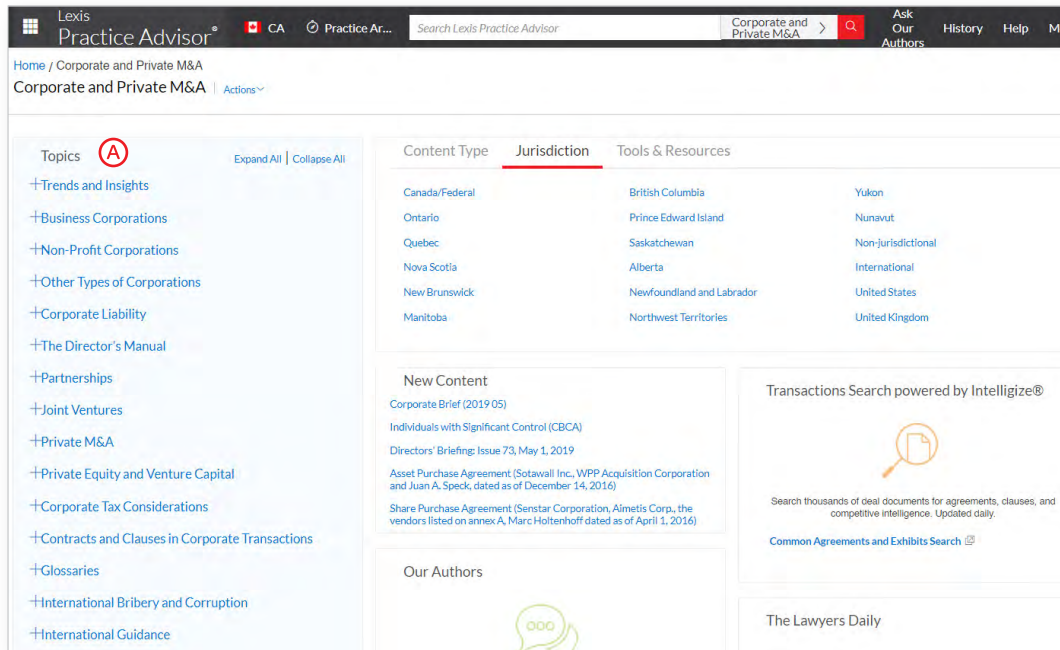 Lexis
Practice Advisor®
CA
Practice Ar...
Search Lexis Practice Advisor
Corporate and
Private M&A
Ask
Our
Authors
History
Help
M
Home / Corporate and Private M&A
Corporate and Private M&A
Actions
Topics
A
Expand All | Collapse All
+Trends and Insights
+Business Corporations
+Non-Profit Corporations
+Other Types of Corporations
+Corporate Liability
+The Director's Manual
+Partnerships
+Joint Ventures
+Private M&A
+Private Equity and Venture Capital
+Corporate Tax Considerations
+Contracts and Clauses in Corporate Transactions
+Glossaries
+International Bribery and Corruption
+International Guidance
Content Type
Jurisdiction
Tools & Resources
Canada/Federal
British Columbia
Yukon
Ontario
Prince Edward Island
Nunavut
Quebec
Saskatchewan
Non-jurisdictional
Nova Scotia
Alberta
International
New Brunswick
Newfoundland and Labrador
United States
Manitoba
Northwest Territories
United Kingdom
New Content
Corporate Brief (2019 05)
Individuals with Significant Control (CBCA)
Directors' Briefing: Issue 73, May 1, 2019
Asset Purchase Agreement (Sotawall Inc., WPP Acquisition Corporation
and Juan A. Speck, dated as of December 14, 2016)
Share Purchase Agreement (Senstar Corporation, Aimetis Corp., the
vendors listed on annex A, Marc Holtenhoff dated as of April 1, 2016)
Transactions Search powered by Intelligize®
Search thousands of deal documents for agreements, clauses, and
competitive intelligence. Updated daily.
Common Agreements and Exhibits Search
Our Authors
The Lawyers Daily